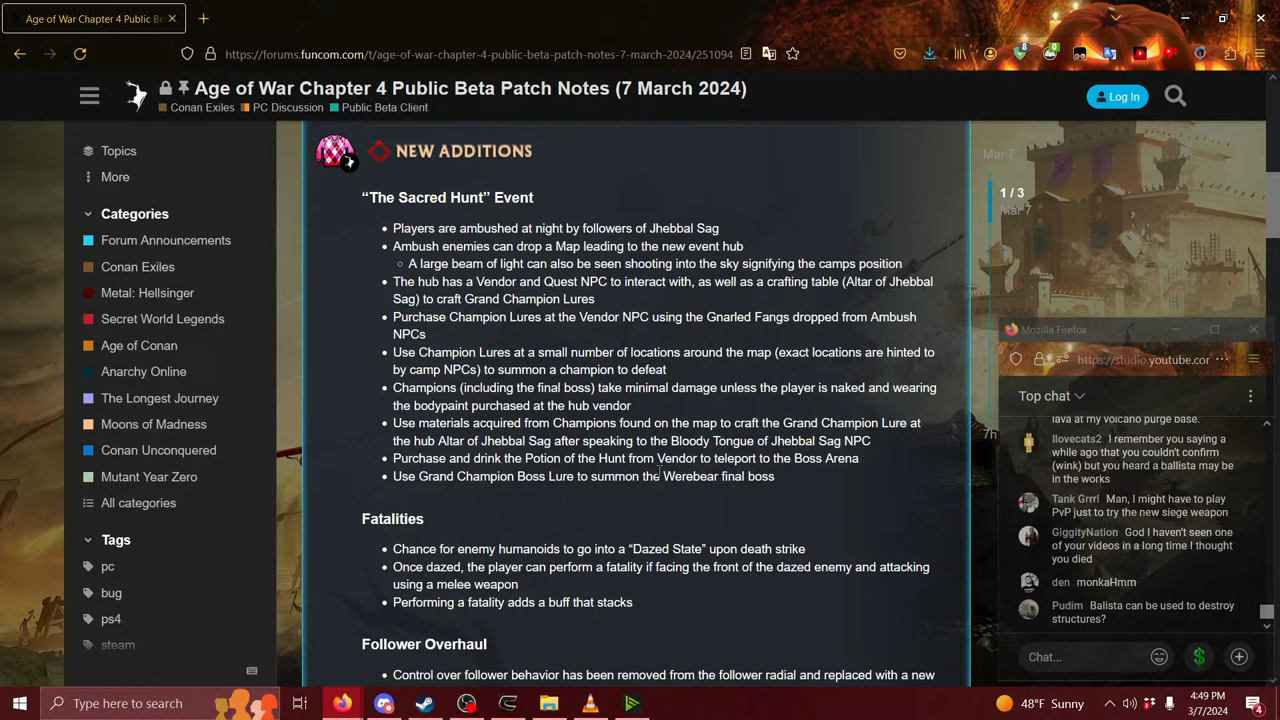 Age of War Chapter 4 Public Be
https://forums.funcom.com/t/age-of-war-chapter-4-public-beta-patch-notes-7-march-2024/251094
8
0
Age of War Chapter 4 Public Beta Patch Notes (7 March 2024)
Conan Exiles
PC Discussion
Public Beta Client
Log In
Topics
More
Categories
Forum Announcements
Conan Exiles
Metal: Hellsinger
Secret World Legends
Age of Conan
Anarchy Online
The Longest Journey
Moons of Madness
Conan Unconquered
Mutant Year Zero
All categories
Tags
pc
bug
ps4
steam
NEW ADDITIONS
“The Sacred Hunt” Event
Players are ambushed at night by followers of Jhebbal Sag
Ambush enemies can drop a Map leading to the new event hub
A large beam of light can also be seen shooting into the sky signifying the camps position
The hub has a Vendor and Quest NPC to interact with, as well as a crafting table (Altar of Jhebbal
Sag) to craft Grand Champion Lures
Purchase Champion Lures at the Vendor NPC using the Gnarled Fangs dropped from Ambush
NPCs
Use Champion Lures at a small number of locations around the map (exact locations are hinted to
by camp NPCs) to summon a champion to defeat
Champions (including the final boss) take minimal damage unless the player is naked and wearing
the bodypaint purchased at the hub vendor
Use materials acquired from Champions found on the map to craft the Grand Champion Lure at
the hub Altar of Jhebbal Sag after speaking to the Bloody Tongue of Jhebbal Sag NPC
Purchase and drink the Potion of the Hunt from Vendor to teleport to the Boss Arena
Use Grand Champion Boss Lure to summon the Werebear final boss
Fatalities
Chance for enemy humanoids to go into a “Dazed State” upon death strike
Once dazed, the player can perform a fatality if facing the front of the dazed enemy and attacking
using a melee weapon
Performing a fatality adds a buff that stacks
Follower Overhaul
Control over follower behavior has been removed from the follower radial and replaced with a new
Mar 7
1 / 3
Mar 7
7h
Mozilla Firefox
https://studio.youtube.cor
Top chat
lava at my volcano purge base.
Ilovecats2 I remember you saying a
while ago that you couldn't confirm
(wink) but you heard a ballista may be
in the works
Tank Grrrl Man, I might have to play
PvP just to try the new siege weapon
GiggityNation God I haven't seen one
of your videos in a long time I thought
you died
den monkaHmm
Pudim Balista can be used to destroy
structures?
Chat...
Type here to search
48°F Sunny
4:49 PM
3/7/2024
4